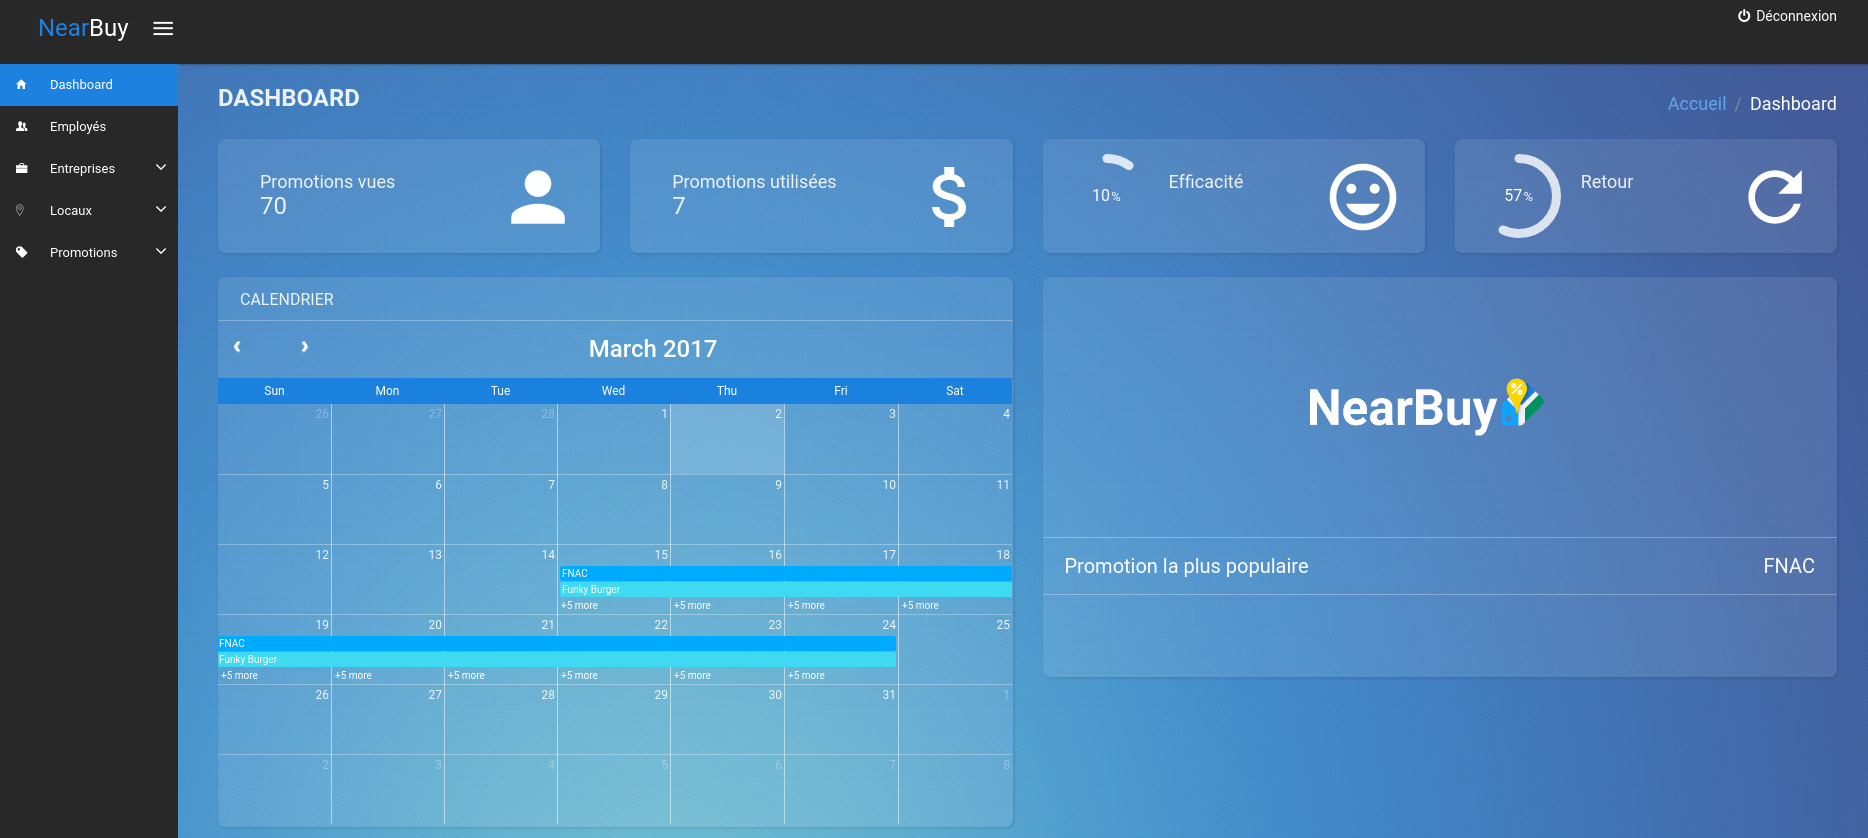 NearBuy
Déconnexion
Dashboard
Employés
Entreprises
Locaux
Promotions
DASHBOARD
Accueil / Dashboard
Promotions vues
70
Promotions utilisées
7
10%
Efficacité
57%
Retour
CALENDRIER
‹ › March 2017
Sun Mon Tue Wed Thu Fri Sat
26 27 28 1 2 3 4
5 6 7 8 9 10 11
12 13 14 15 16 17 18
FNAC
Funky Burger
+5 more +5 more +5 more +5 more
19 20 21 22 23 24 25
FNAC
Funky Burger
+5 more +5 more +5 more +5 more +5 more +5 more
26 27 28 29 30 31 1
2 3 4 5 6 7 8
NearBuy
%
Promotion la plus populaire FNAC